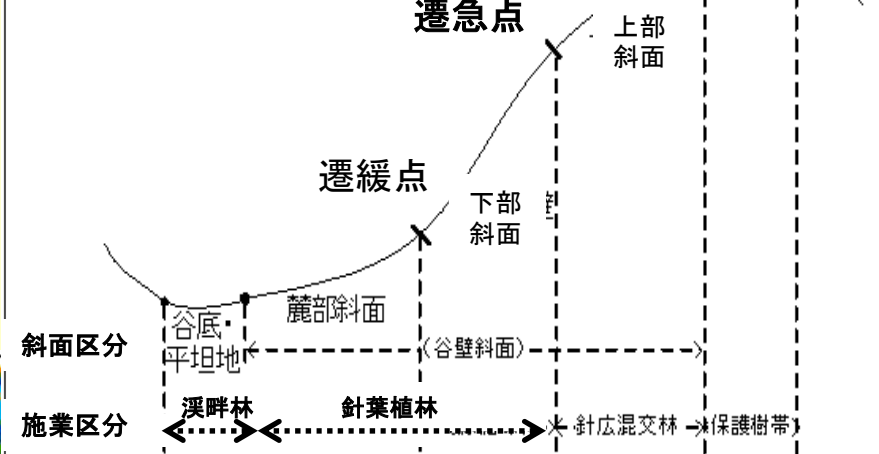 遷急点
上部
斜面
遷緩点
下部
斜面
麓部斜面
谷底・
平坦地
斜面区分
(谷壁斜面)
渓畔林
針葉植林
施業区分
針広混交林
保護樹帯